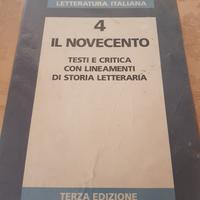 LETTERATURA ITALIANA
4
IL NOVECENTO
TESTI E CRITICA
CON LINEAMENTI
DI STORIA LETTERARIA
TERZA EDIZIONE